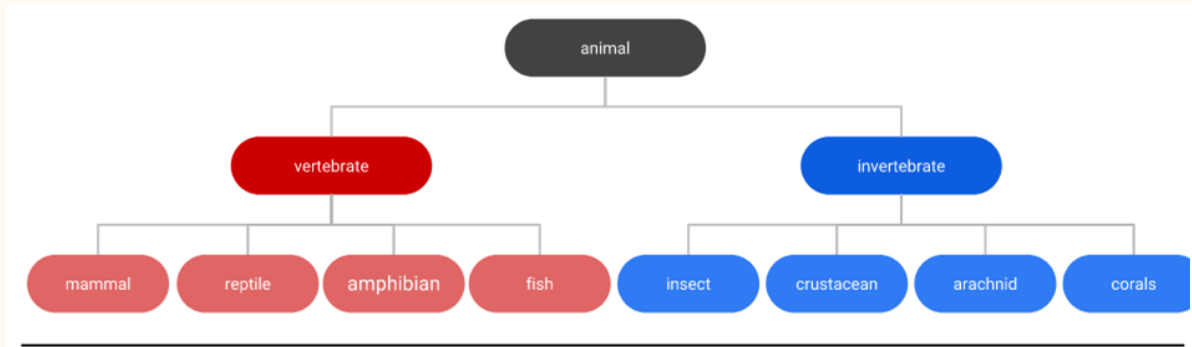 animal
vertebrate invertebrate
mammal reptile amphibian fish insect crustacean arachnid corals